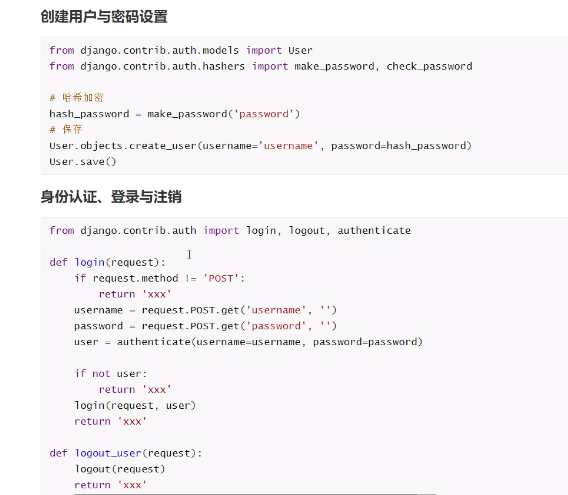 创建用户与密码设置
from django.contrib.auth.models import User
from django.contrib.auth.hashers import make_password, check_password
# 哈希加密
hash_password = make_password('password')
# 保存
User.objects.create_user(username='username', password=hash_password)
User.save()
身份认证、登录与注销
from django.contrib.auth import login, logout, authenticate
def login(request):
    if request.method != 'POST':
        return 'xxx'
    username = request.POST.get('username', '')
    password = request.POST.get('password', '')
    user = authenticate(username=username, password=password)
    if not user:
        return 'xxx'
    login(request, user)
    return 'xxx'
def logout_user(request):
    logout(request)
    return 'xxx'